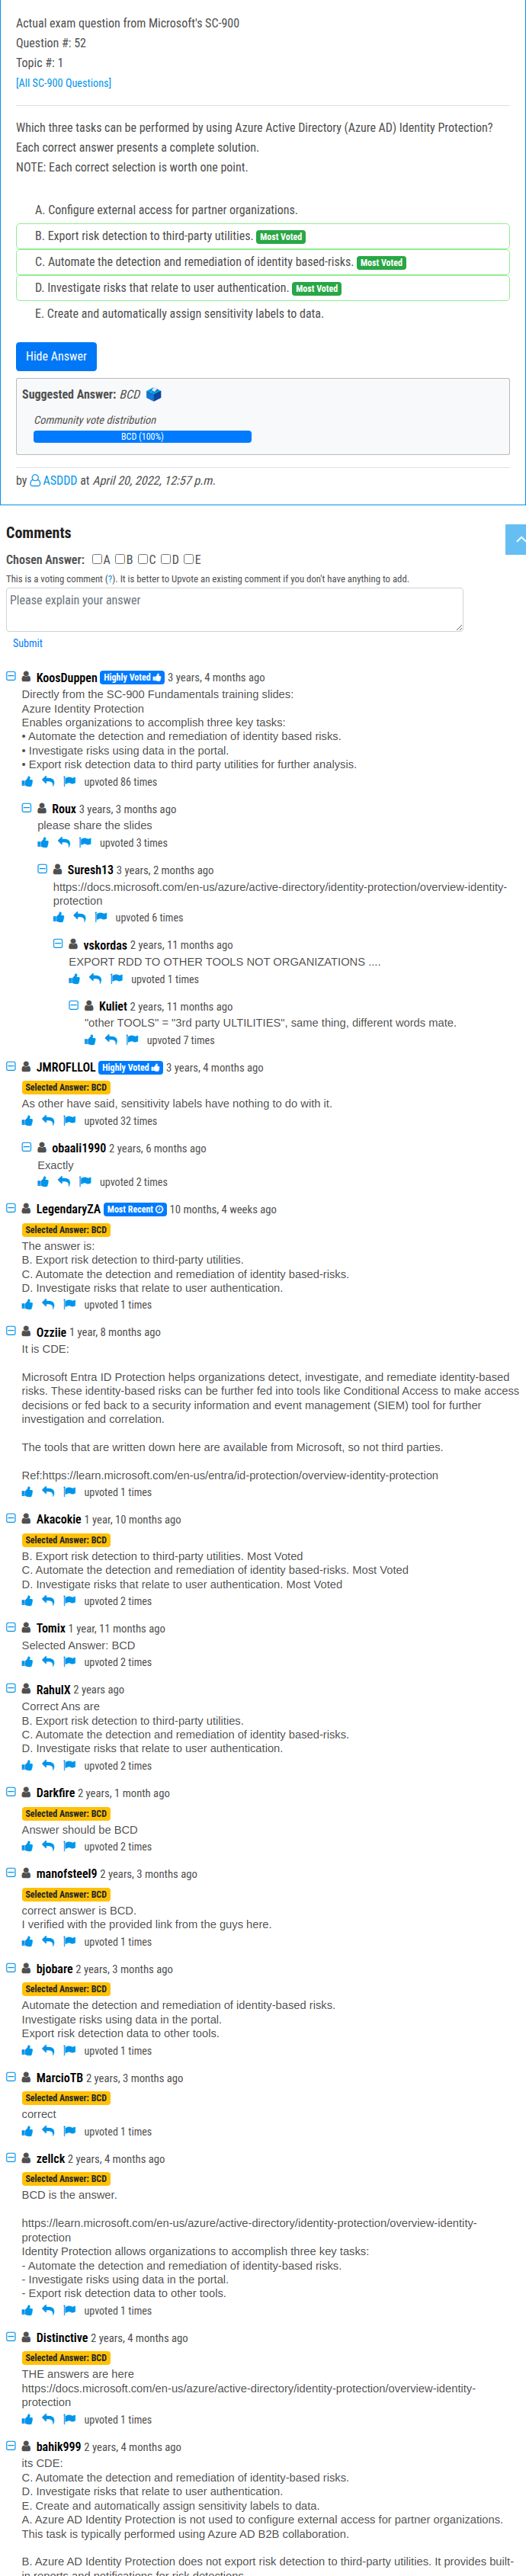 Actual exam question from Microsoft's SC-900
Question #: 52
Topic #: 1
[All SC-900 Questions]
Which three tasks can be performed by using Azure Active Directory (Azure AD) Identity Protection?
Each correct answer presents a complete solution.
NOTE: Each correct selection is worth one point.
A. Configure external access for partner organizations.
B. Export risk detection to third-party utilities. Most Voted
C. Automate the detection and remediation of identity based-risks. Most Voted
D. Investigate risks that relate to user authentication. Most Voted
E. Create and automatically assign sensitivity labels to data.
Hide Answer
Suggested Answer: BCD
Community vote distribution
BCD (100%)
by ASDDD at April 20, 2022, 12:57 p.m.
Comments
Chosen Answer: A B C D E
This is a voting comment (?). It is better to Upvote an existing comment if you don't have anything to add.
Please explain your answer
Submit
KoosDuppen Highly Voted 3 years, 4 months ago
Directly from the SC-900 Fundamentals training slides:
Azure Identity Protection
Enables organizations to accomplish three key tasks:
• Automate the detection and remediation of identity based risks.
• Investigate risks using data in the portal.
• Export risk detection data to third party utilities for further analysis.
upvoted 86 times
Roux 3 years, 3 months ago
please share the slides
upvoted 3 times
Suresh13 3 years, 2 months ago
https://docs.microsoft.com/en-us/azure/active-directory/identity-protection/overview-identity-
protection
upvoted 6 times
vskordas 2 years, 11 months ago
EXPORT RDD TO OTHER TOOLS NOT ORGANIZATIONS ....
upvoted 1 times
Kuliet 2 years, 11 months ago
"other TOOLS" = "3rd party ULTILITIES", same thing, different words mate.
upvoted 7 times
JMROFLLOL Highly Voted 3 years, 4 months ago
Selected Answer: BCD
As other have said, sensitivity labels have nothing to do with it.
upvoted 32 times
obaali1990 2 years, 6 months ago
Exactly
upvoted 2 times
LegendaryZA Most Recent 10 months, 4 weeks ago
Selected Answer: BCD
The answer is:
B. Export risk detection to third-party utilities.
C. Automate the detection and remediation of identity based-risks.
D. Investigate risks that relate to user authentication.
upvoted 1 times
Ozziie 1 year, 8 months ago
It is CDE:
Microsoft Entra ID Protection helps organizations detect, investigate, and remediate identity-based
risks. These identity-based risks can be further fed into tools like Conditional Access to make access
decisions or fed back to a security information and event management (SIEM) tool for further
investigation and correlation.
The tools that are written down here are available from Microsoft, so not third parties.
Ref:https://learn.microsoft.com/en-us/entra/id-protection/overview-identity-protection
upvoted 1 times
Akacokie 1 year, 10 months ago
Selected Answer: BCD
B. Export risk detection to third-party utilities. Most Voted
C. Automate the detection and remediation of identity based-risks. Most Voted
D. Investigate risks that relate to user authentication. Most Voted
upvoted 2 times
Tomix 1 year, 11 months ago
Selected Answer: BCD
upvoted 2 times
RahulX 2 years ago
Correct Ans are
B. Export risk detection to third-party utilities.
C. Automate the detection and remediation of identity based-risks.
D. Investigate risks that relate to user authentication.
upvoted 2 times
Darkfire 2 years, 1 month ago
Selected Answer: BCD
Answer should be BCD
upvoted 2 times
manofsteel9 2 years, 3 months ago
Selected Answer: BCD
correct answer is BCD.
I verified with the provided link from the guys here.
upvoted 1 times
bjobare 2 years, 3 months ago
Selected Answer: BCD
Automate the detection and remediation of identity-based risks.
Investigate risks using data in the portal.
Export risk detection data to other tools.
upvoted 1 times
MarcioTB 2 years, 3 months ago
Selected Answer: BCD
correct
upvoted 1 times
zellck 2 years, 4 months ago
Selected Answer: BCD
BCD is the answer.
https://learn.microsoft.com/en-us/azure/active-directory/identity-protection/overview-identity-
protection
Identity Protection allows organizations to accomplish three key tasks:
- Automate the detection and remediation of identity-based risks.
- Investigate risks using data in the portal.
- Export risk detection data to other tools.
upvoted 1 times
Distinctive 2 years, 4 months ago
Selected Answer: BCD
THE answers are here
https://docs.microsoft.com/en-us/azure/active-directory/identity-protection/overview-identity-
protection
upvoted 1 times
bahik999 2 years, 4 months ago
its CDE:
C. Automate the detection and remediation of identity-based risks.
D. Investigate risks that relate to user authentication.
E. Create and automatically assign sensitivity labels to data.
A. Azure AD Identity Protection is not used to configure external access for partner organizations.
This task is typically performed using Azure AD B2B collaboration.
B. Azure AD Identity Protection does not export risk detection to third-party utilities. It provides built-
in reports and notifications for risk detections.